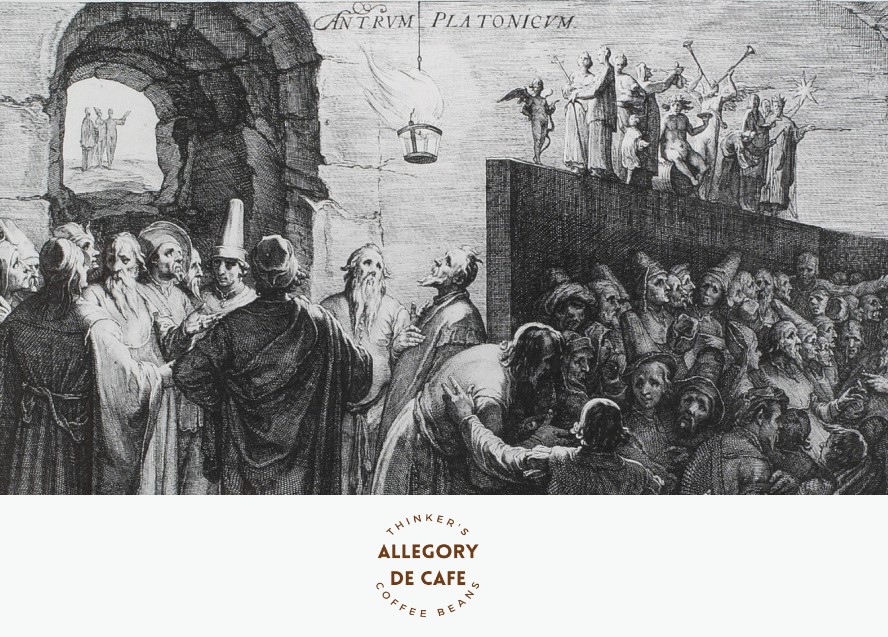 ANTRVM PLATONICVM.
THINKER'S
ALLEGORY
DE CAFE
COFFEE BEANS